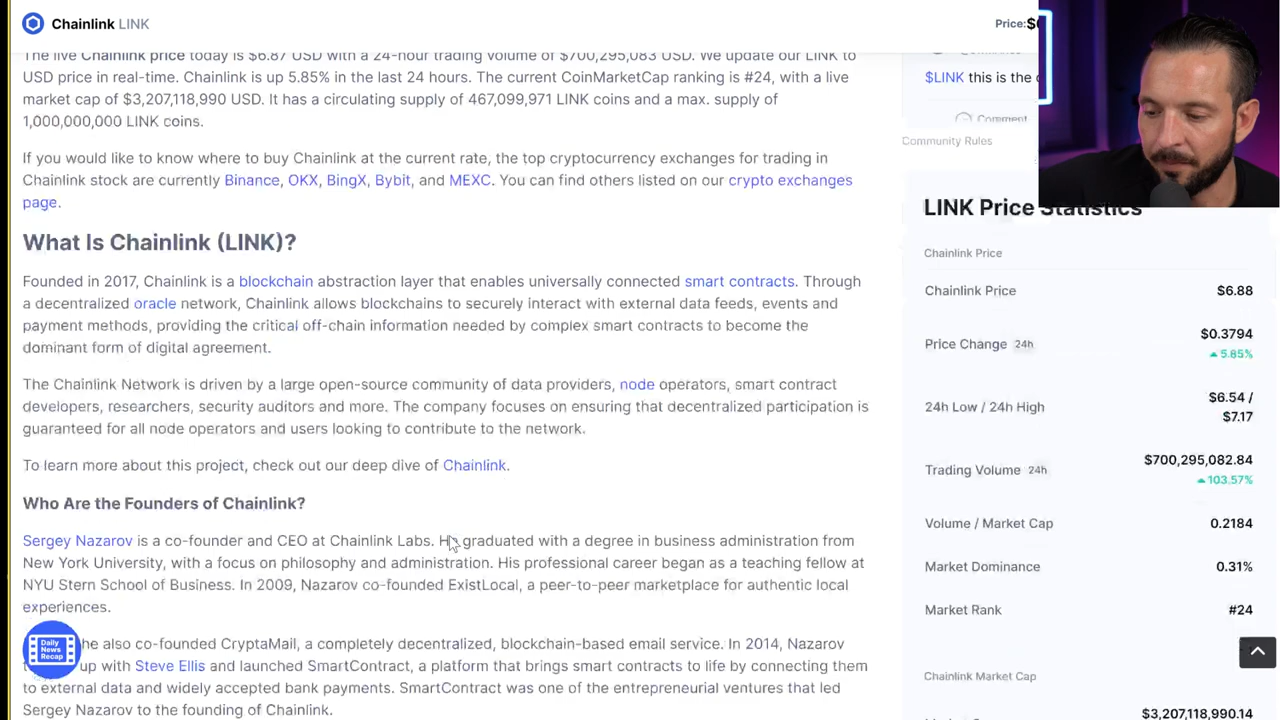 Chainlink LINK
Price:
The live Chainlink price today is $6.87 USD with a 24-hour trading volume of $700,295,083 USD. We update our LINK to
USD price in real-time. Chainlink is up 5.85% in the last 24 hours. The current CoinMarketCap ranking is #24, with a live
market cap of $3,207,118,990 USD. It has a circulating supply of 467,099,971 LINK coins and a max. supply of
1,000,000,000 LINK coins.
If you would like to know where to buy Chainlink at the current rate, the top cryptocurrency exchanges for trading in
Chainlink stock are currently Binance, OKX, BingX, Bybit, and MEXC. You can find others listed on our crypto exchanges
page.
What Is Chainlink (LINK)?
Founded in 2017, Chainlink is a blockchain abstraction layer that enables universally connected smart contracts. Through
a decentralized oracle network, Chainlink allows blockchains to securely interact with external data feeds, events and
payment methods, providing the critical off-chain information needed by complex smart contracts to become the
dominant form of digital agreement.
The Chainlink Network is driven by a large open-source community of data providers, node operators, smart contract
developers, researchers, security auditors and more. The company focuses on ensuring that decentralized participation is
guaranteed for all node operators and users looking to contribute to the network.
To learn more about this project, check out our deep dive of Chainlink.
Who Are the Founders of Chainlink?
Sergey Nazarov is a co-founder and CEO at Chainlink Labs. He graduated with a degree in business administration from
New York University, with a focus on philosophy and administration. His professional career began as a teaching fellow at
NYU Stern School of Business. In 2009, Nazarov co-founded ExistLocal, a peer-to-peer marketplace for authentic local
experiences.
he also co-founded CryptaMail, a completely decentralized, blockchain-based email service. In 2014, Nazarov
up with Steve Ellis and launched SmartContract, a platform that brings smart contracts to life by connecting them
to external data and widely accepted bank payments. SmartContract was one of the entrepreneurial ventures that led
Sergey Nazarov to the founding of Chainlink.
Daily
News
Recap
$LINK this is the
Comment
Community Rules
LINK Price Statistics
Chainlink Price
Chainlink Price $6.88
Price Change 24h $0.3794
5.85%
24h Low / 24h High $6.54 /
$7.17
Trading Volume 24h $700,295,082.84
103.57%
Volume / Market Cap 0.2184
Market Dominance 0.31%
Market Rank #24
Chainlink Market Cap
$3,207,118,990.14